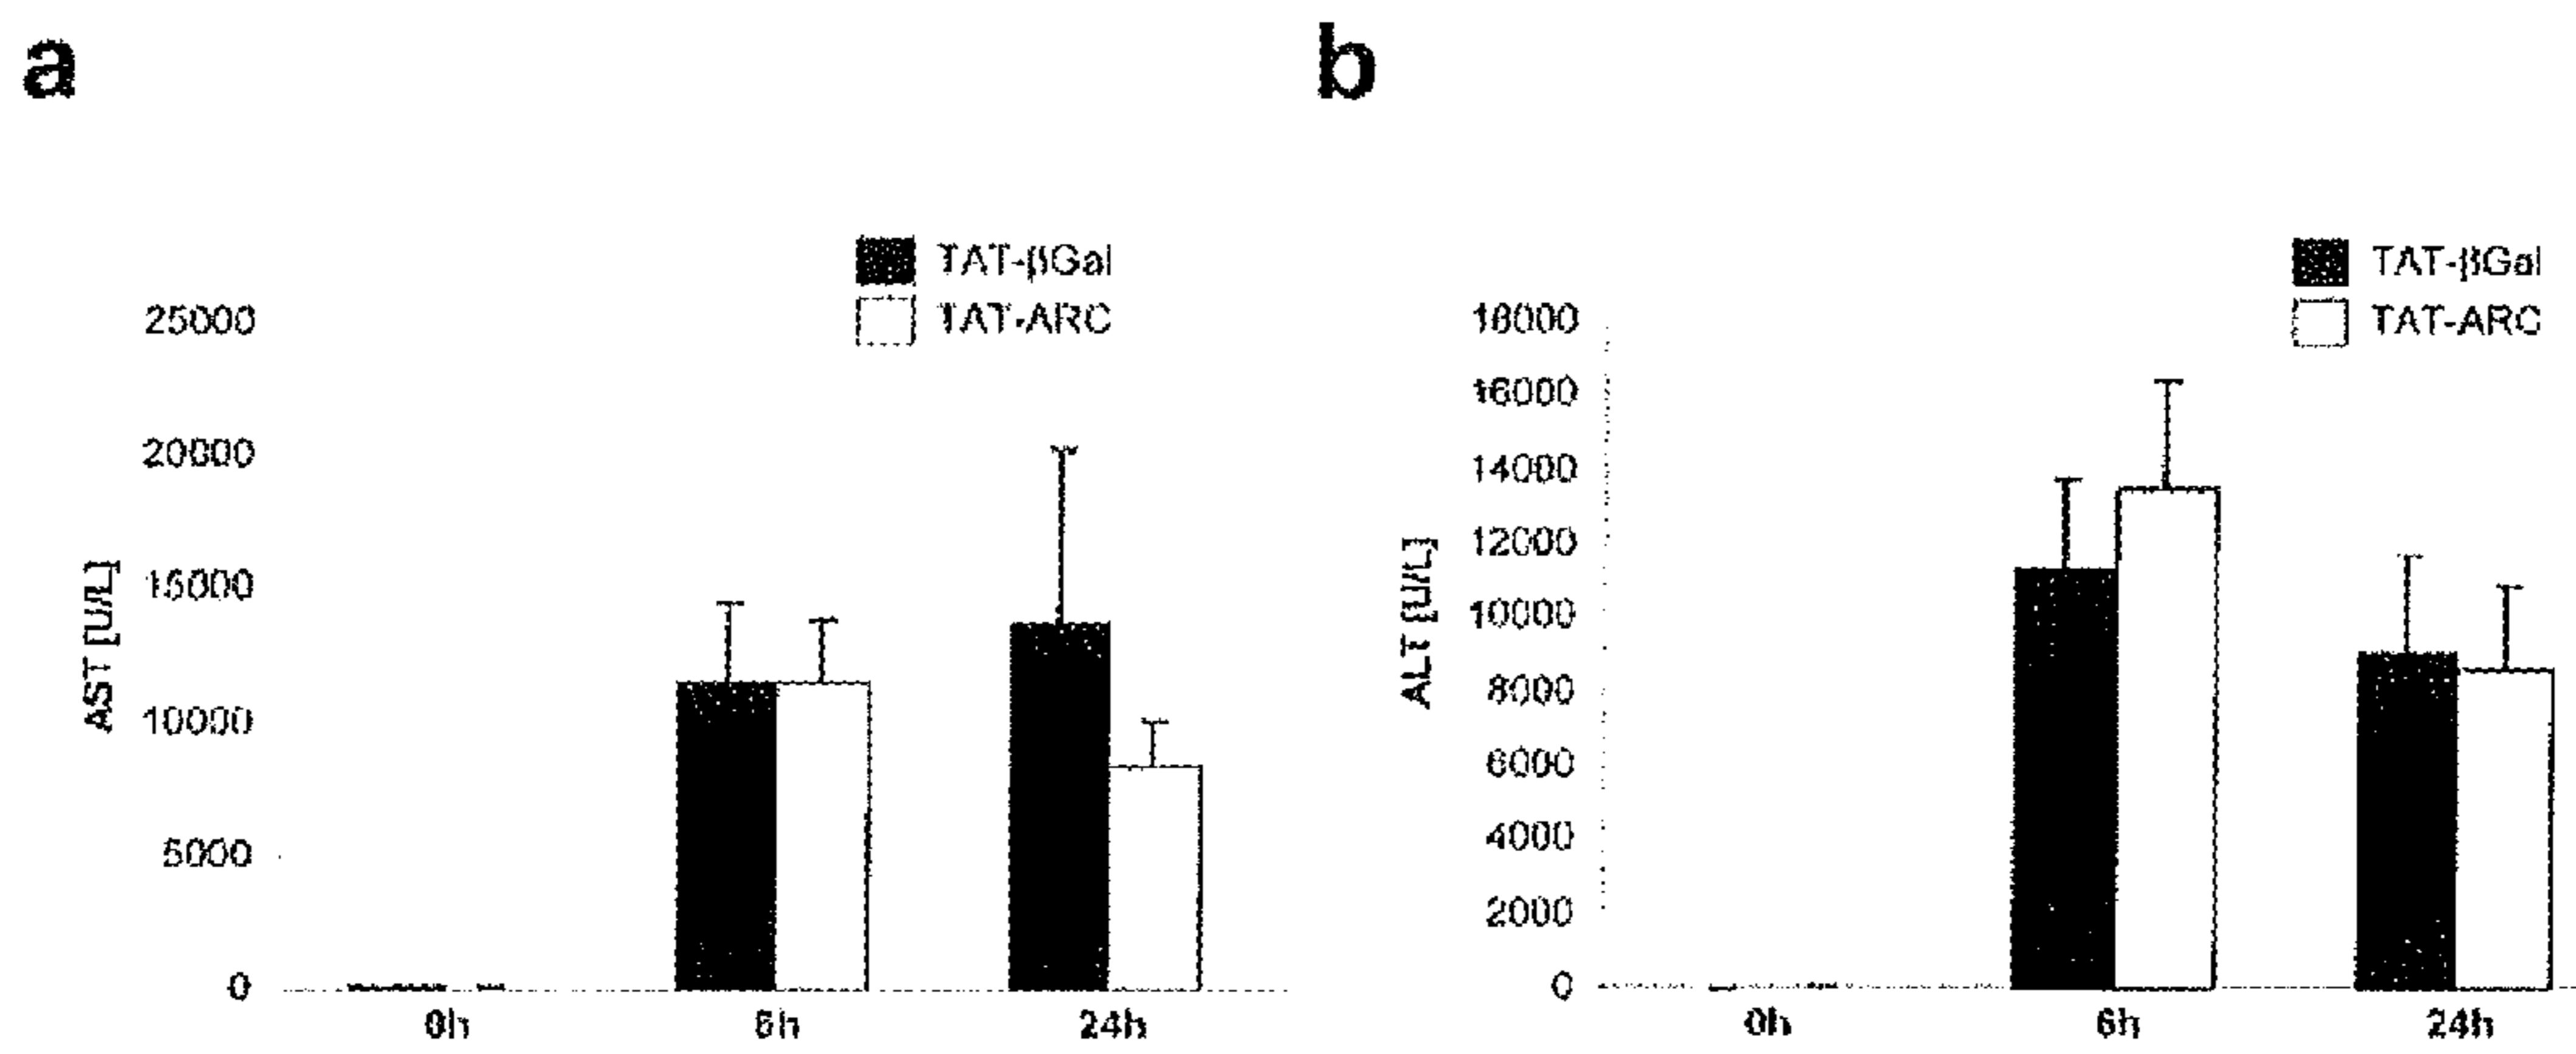 a
TAT-βGal
TAT-ARC
25000
20000
15000
10000
5000
0
AST [U/L]
0h
6h
24h
b
TAT-βGal
TAT-ARC
18000
16000
14000
12000
10000
8000
6000
4000
2000
0
ALT [U/L]
0h
6h
24h